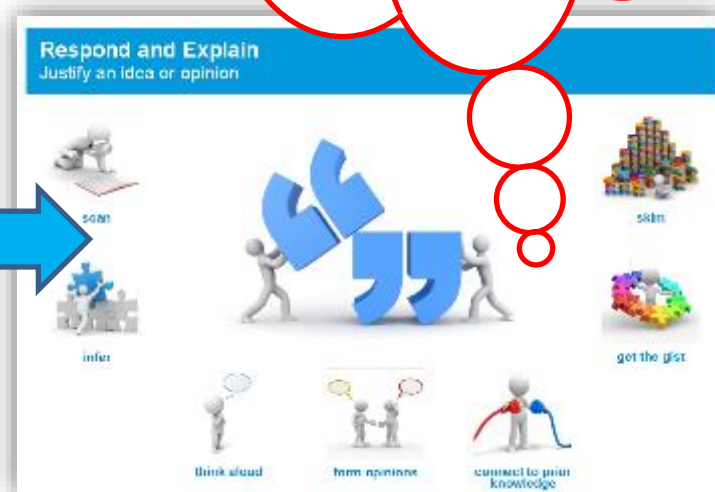 Respond and Explain
Justify an idea or opinion
scan
skim
infer
get the gist
think aloud
form opinions
connect to prior
knowledge